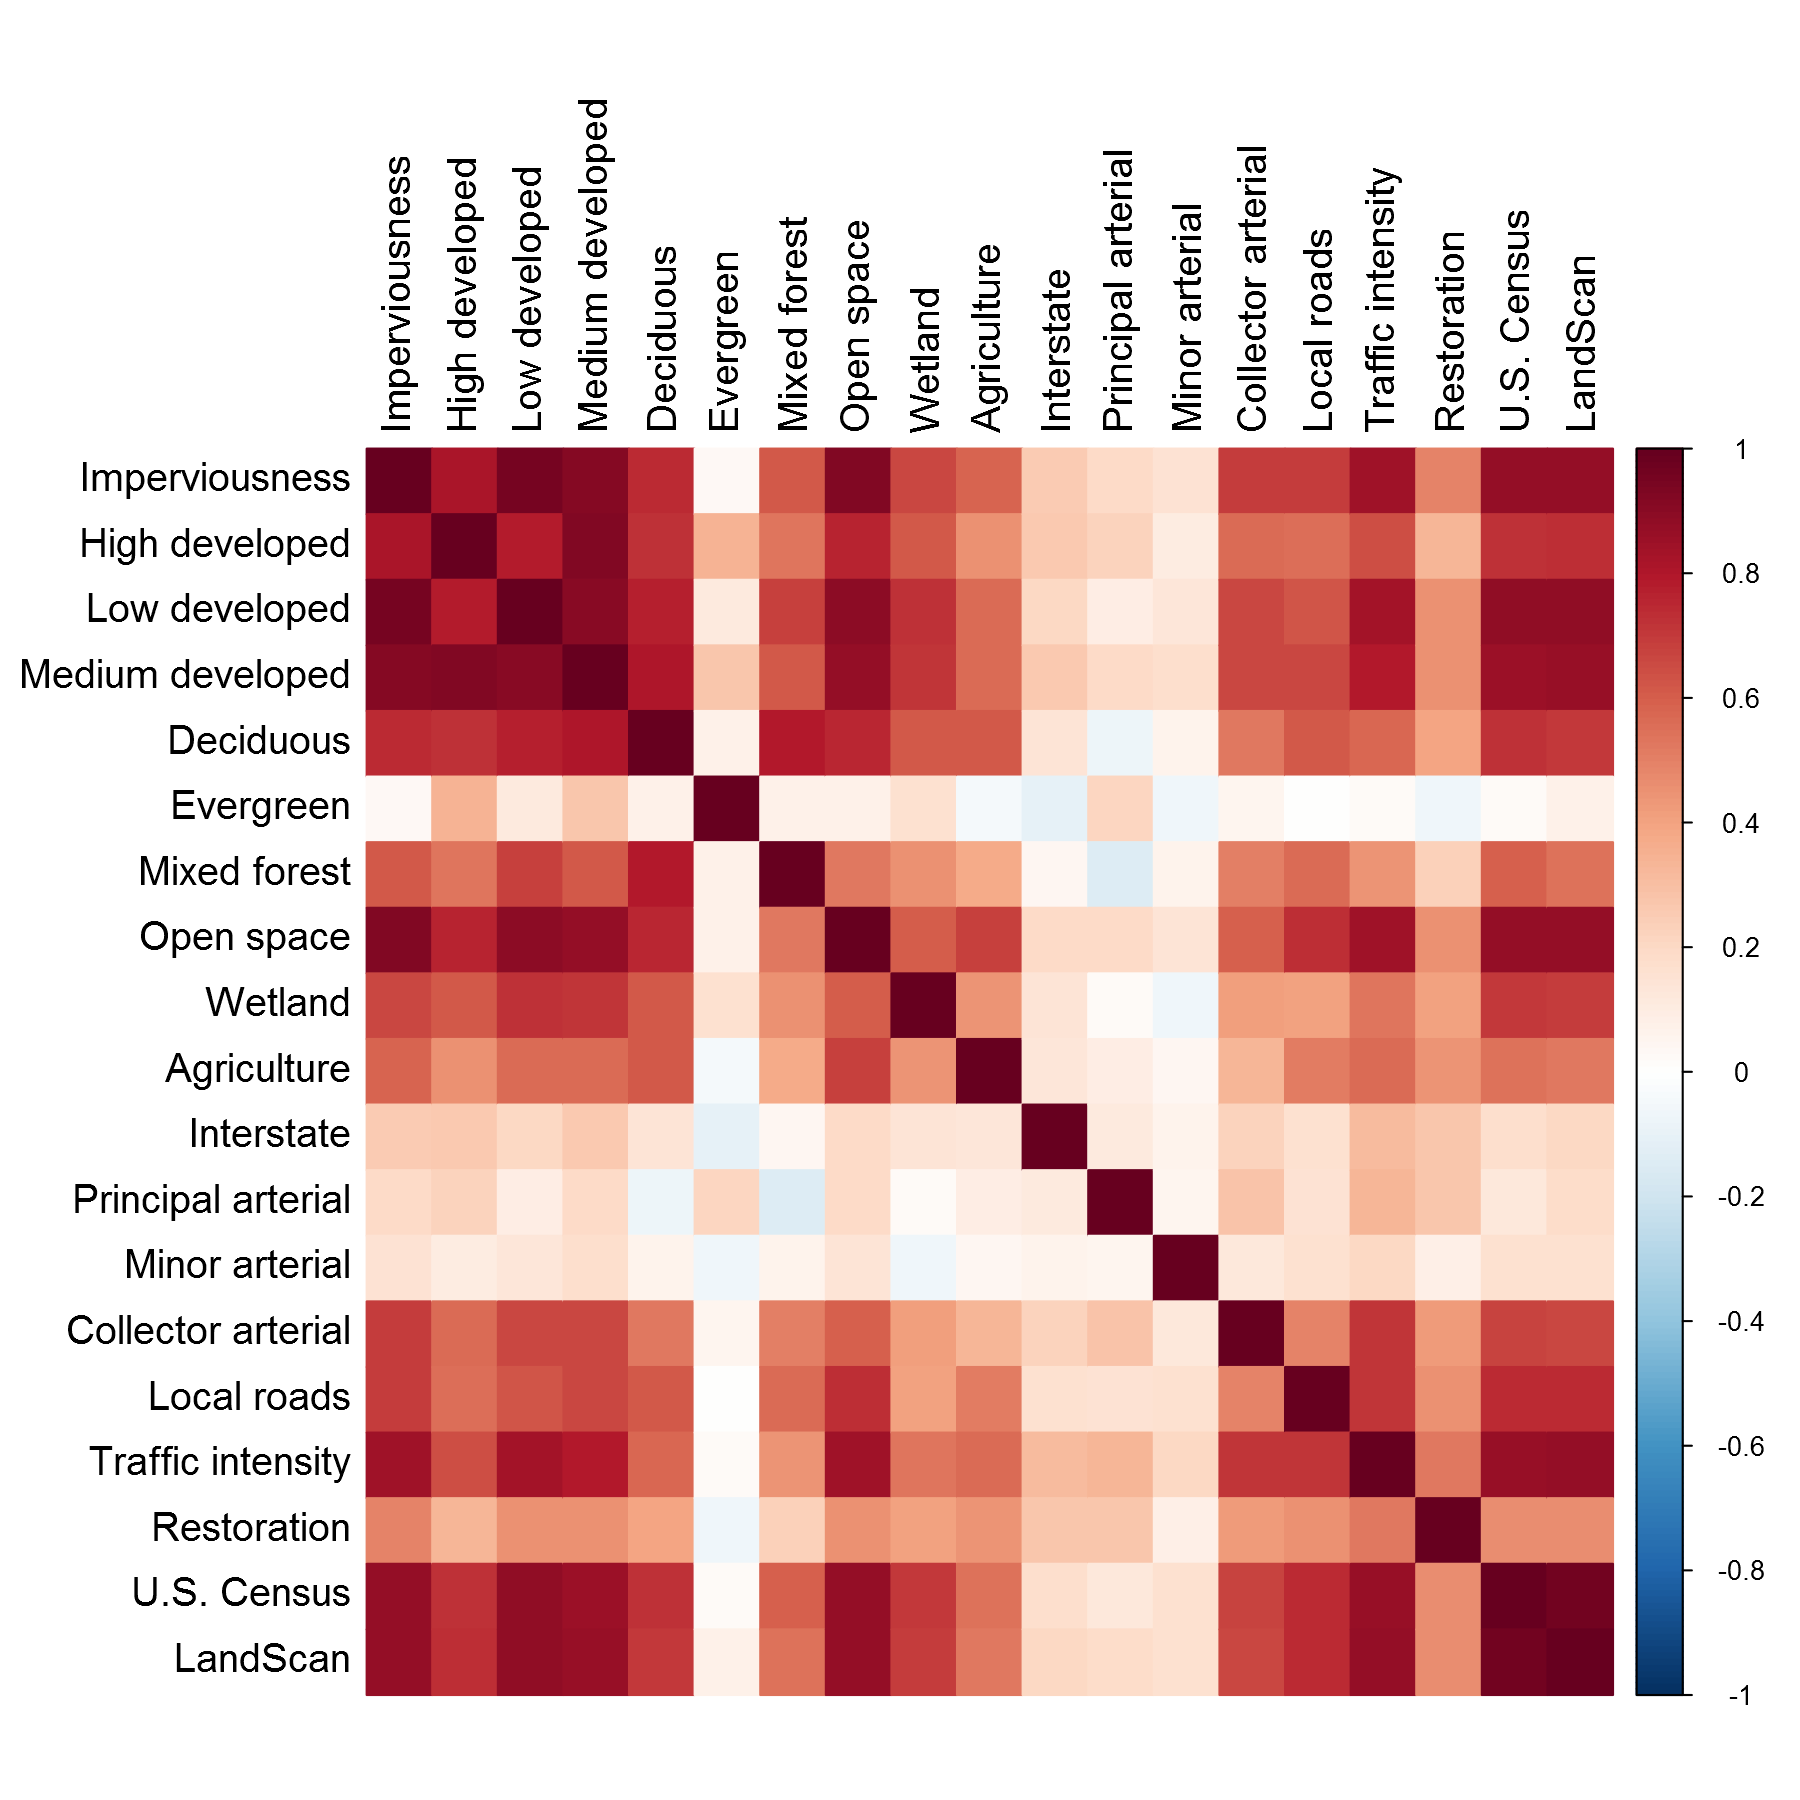 Imperviousness
High developed
Low developed
Medium developed
Deciduous
Evergreen
Mixed forest
Open space
Wetland
Agriculture
Interstate
Principal arterial
Minor arterial
Collector arterial
Local roads
Traffic intensity
Restoration
U.S. Census
LandScan
Imperviousness
High developed
Low developed
Medium developed
Deciduous
Evergreen
Mixed forest
Open space
Wetland
Agriculture
Interstate
Principal arterial
Minor arterial
Collector arterial
Local roads
Traffic intensity
Restoration
U.S. Census
LandScan
1
0.8
0.6
0.4
0.2
0
-0.2
-0.4
-0.6
-0.8
-1